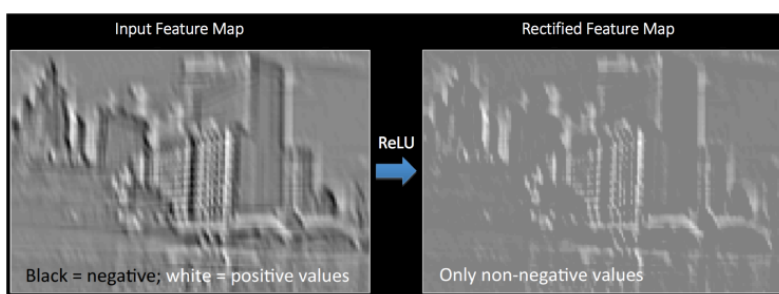 Input Feature Map
Rectified Feature Map
ReLU
Black = negative; white = positive values
Only non-negative values